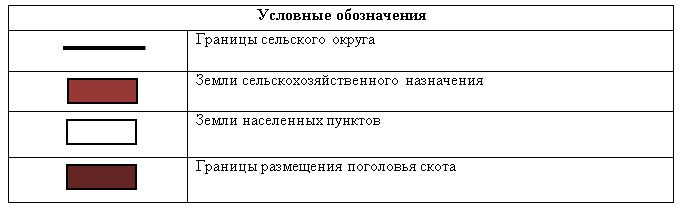 Условные обозначения
Границы сельского округа
Земли сельскохозяйственного назначения
Земли населенных пунктов
Границы размещения поголовья скота